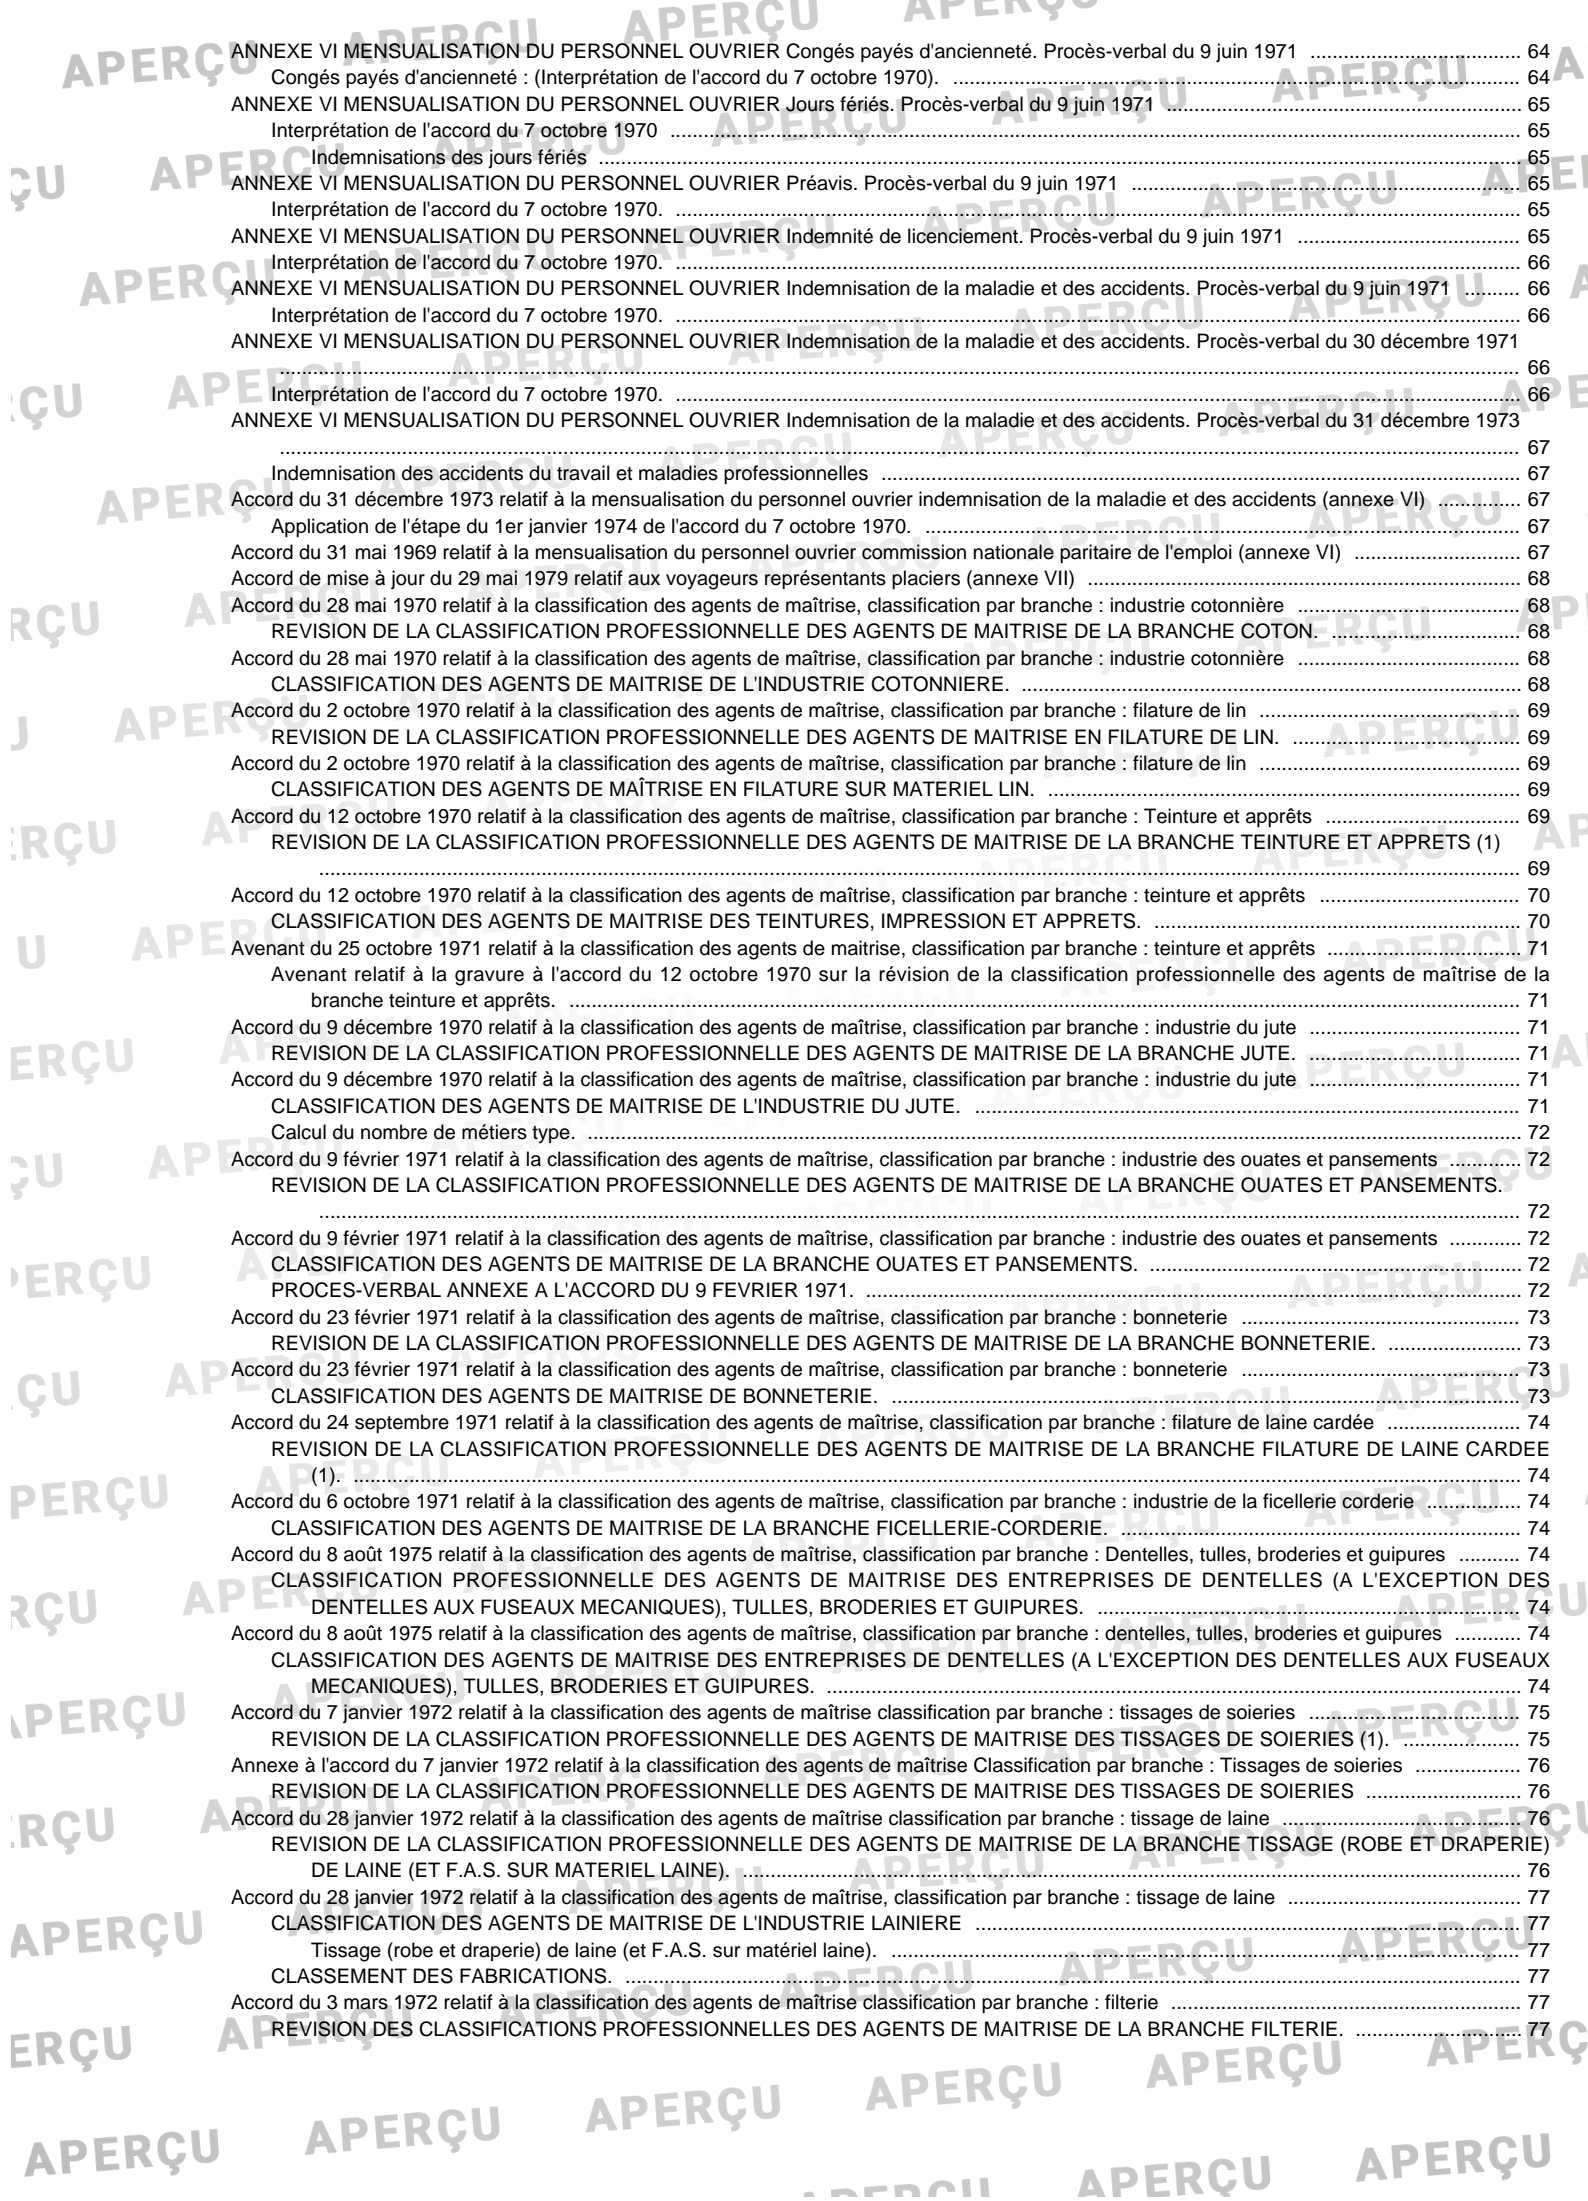 ANNEXE VI MENSUALISATION DU PERSONNEL OUVRIER Congés payés d'ancienneté. Procès-verbal du 9 juin 1971 ........ 64
Congés payés d'ancienneté : (Interprétation de l'accord du 7 octobre 1970). ........ 64
ANNEXE VI MENSUALISATION DU PERSONNEL OUVRIER Jours fériés. Procès-verbal du 9 juin 1971 ........ 65
Interprétation de l'accord du 7 octobre 1970 ........ 65
Indemnisations des jours fériés ........ 65
ANNEXE VI MENSUALISATION DU PERSONNEL OUVRIER Préavis. Procès-verbal du 9 juin 1971 ........ 65
Interprétation de l'accord du 7 octobre 1970. ........ 65
ANNEXE VI MENSUALISATION DU PERSONNEL OUVRIER Indemnité de licenciement. Procès-verbal du 9 juin 1971 ........ 65
Interprétation de l'accord du 7 octobre 1970. ........ 66
ANNEXE VI MENSUALISATION DU PERSONNEL OUVRIER Indemnisation de la maladie et des accidents. Procès-verbal du 9 juin 1971 ........ 66
Interprétation de l'accord du 7 octobre 1970. ........ 66
ANNEXE VI MENSUALISATION DU PERSONNEL OUVRIER Indemnisation de la maladie et des accidents. Procès-verbal du 30 décembre 1971
........ 66
Interprétation de l'accord du 7 octobre 1970. ........ 66
ANNEXE VI MENSUALISATION DU PERSONNEL OUVRIER Indemnisation de la maladie et des accidents. Procès-verbal du 31 décembre 1973
........ 67
Indemnisation des accidents du travail et maladies professionnelles ........ 67
Accord du 31 décembre 1973 relatif à la mensualisation du personnel ouvrier indemnisation de la maladie et des accidents (annexe VI) ........ 67
Application de l'étape du 1er janvier 1974 de l'accord du 7 octobre 1970. ........ 67
Accord du 31 mai 1969 relatif à la mensualisation du personnel ouvrier commission nationale paritaire de l'emploi (annexe VI) ........ 67
Accord de mise à jour du 29 mai 1979 relatif aux voyageurs représentants placiers (annexe VII) ........ 68
Accord du 28 mai 1970 relatif à la classification des agents de maîtrise, classification par branche : industrie cotonnière ........ 68
REVISION DE LA CLASSIFICATION PROFESSIONNELLE DES AGENTS DE MAITRISE DE LA BRANCHE COTON. ........ 68
Accord du 28 mai 1970 relatif à la classification des agents de maîtrise, classification par branche : industrie cotonnière ........ 68
CLASSIFICATION DES AGENTS DE MAITRISE DE L'INDUSTRIE COTONNIERE. ........ 68
Accord du 2 octobre 1970 relatif à la classification des agents de maîtrise, classification par branche : filature de lin ........ 69
REVISION DE LA CLASSIFICATION PROFESSIONNELLE DES AGENTS DE MAITRISE EN FILATURE DE LIN. ........ 69
Accord du 2 octobre 1970 relatif à la classification des agents de maîtrise, classification par branche : filature de lin ........ 69
CLASSIFICATION DES AGENTS DE MAÎTRISE EN FILATURE SUR MATERIEL LIN. ........ 69
Accord du 12 octobre 1970 relatif à la classification des agents de maîtrise, classification par branche : Teinture et apprêts ........ 69
REVISION DE LA CLASSIFICATION PROFESSIONNELLE DES AGENTS DE MAITRISE DE LA BRANCHE TEINTURE ET APPRETS (1)
........ 69
Accord du 12 octobre 1970 relatif à la classification des agents de maîtrise, classification par branche : teinture et apprêts ........ 70
CLASSIFICATION DES AGENTS DE MAITRISE DES TEINTURES, IMPRESSION ET APPRETS. ........ 70
Avenant du 25 octobre 1971 relatif à la classification des agents de maitrise, classification par branche : teinture et apprêts ........ 71
Avenant relatif à la gravure à l'accord du 12 octobre 1970 sur la révision de la classification professionnelle des agents de maîtrise de la
branche teinture et apprêts. ........ 71
Accord du 9 décembre 1970 relatif à la classification des agents de maîtrise, classification par branche : industrie du jute ........ 71
REVISION DE LA CLASSIFICATION PROFESSIONNELLE DES AGENTS DE MAITRISE DE LA BRANCHE JUTE. ........ 71
Accord du 9 décembre 1970 relatif à la classification des agents de maîtrise, classification par branche : industrie du jute ........ 71
CLASSIFICATION DES AGENTS DE MAITRISE DE L'INDUSTRIE DU JUTE. ........ 71
Calcul du nombre de métiers type. ........ 72
Accord du 9 février 1971 relatif à la classification des agents de maîtrise, classification par branche : industrie des ouates et pansements ........ 72
REVISION DE LA CLASSIFICATION PROFESSIONNELLE DES AGENTS DE MAITRISE DE LA BRANCHE OUATES ET PANSEMENTS.
........ 72
Accord du 9 février 1971 relatif à la classification des agents de maîtrise, classification par branche : industrie des ouates et pansements ........ 72
CLASSIFICATION DES AGENTS DE MAITRISE DE LA BRANCHE OUATES ET PANSEMENTS. ........ 72
PROCES-VERBAL ANNEXE A L'ACCORD DU 9 FEVRIER 1971. ........ 72
Accord du 23 février 1971 relatif à la classification des agents de maîtrise, classification par branche : bonneterie ........ 73
REVISION DE LA CLASSIFICATION PROFESSIONNELLE DES AGENTS DE MAITRISE DE LA BRANCHE BONNETERIE. ........ 73
Accord du 23 février 1971 relatif à la classification des agents de maîtrise, classification par branche : bonneterie ........ 73
CLASSIFICATION DES AGENTS DE MAITRISE DE BONNETERIE. ........ 73
Accord du 24 septembre 1971 relatif à la classification des agents de maîtrise, classification par branche : filature de laine cardée ........ 74
REVISION DE LA CLASSIFICATION PROFESSIONNELLE DES AGENTS DE MAITRISE DE LA BRANCHE FILATURE DE LAINE CARDEE
(1). ........ 74
Accord du 6 octobre 1971 relatif à la classification des agents de maîtrise, classification par branche : industrie de la ficellerie corderie ........ 74
CLASSIFICATION DES AGENTS DE MAITRISE DE LA BRANCHE FICELLERIE-CORDERIE. ........ 74
Accord du 8 août 1975 relatif à la classification des agents de maîtrise, classification par branche : Dentelles, tulles, broderies et guipures ........ 74
CLASSIFICATION PROFESSIONNELLE DES AGENTS DE MAITRISE DES ENTREPRISES DE DENTELLES (A L'EXCEPTION DES
DENTELLES AUX FUSEAUX MECANIQUES), TULLES, BRODERIES ET GUIPURES. ........ 74
Accord du 8 août 1975 relatif à la classification des agents de maîtrise, classification par branche : dentelles, tulles, broderies et guipures ........ 74
CLASSIFICATION DES AGENTS DE MAITRISE DES ENTREPRISES DE DENTELLES (A L'EXCEPTION DES DENTELLES AUX FUSEAUX
MECANIQUES), TULLES, BRODERIES ET GUIPURES. ........ 74
Accord du 7 janvier 1972 relatif à la classification des agents de maîtrise classification par branche : tissages de soieries ........ 75
REVISION DE LA CLASSIFICATION PROFESSIONNELLE DES AGENTS DE MAITRISE DES TISSAGES DE SOIERIES (1). ........ 75
Annexe à l'accord du 7 janvier 1972 relatif à la classification des agents de maîtrise Classification par branche : Tissages de soieries ........ 76
REVISION DE LA CLASSIFICATION PROFESSIONNELLE DES AGENTS DE MAITRISE DES TISSAGES DE SOIERIES ........ 76
Accord du 28 janvier 1972 relatif à la classification des agents de maîtrise classification par branche : tissage de laine ........ 76
REVISION DE LA CLASSIFICATION PROFESSIONNELLE DES AGENTS DE MAITRISE DE LA BRANCHE TISSAGE (ROBE ET DRAPERIE)
DE LAINE (ET F.A.S. SUR MATERIEL LAINE). ........ 76
Accord du 28 janvier 1972 relatif à la classification des agents de maîtrise, classification par branche : tissage de laine ........ 77
CLASSIFICATION DES AGENTS DE MAITRISE DE L'INDUSTRIE LAINIERE ........ 77
Tissage (robe et draperie) de laine (et F.A.S. sur matériel laine). ........ 77
CLASSEMENT DES FABRICATIONS. ........ 77
Accord du 3 mars 1972 relatif à la classification des agents de maîtrise classification par branche : filterie ........ 77
REVISION DES CLASSIFICATIONS PROFESSIONNELLES DES AGENTS DE MAITRISE DE LA BRANCHE FILTERIE. ........ 77
APERÇU